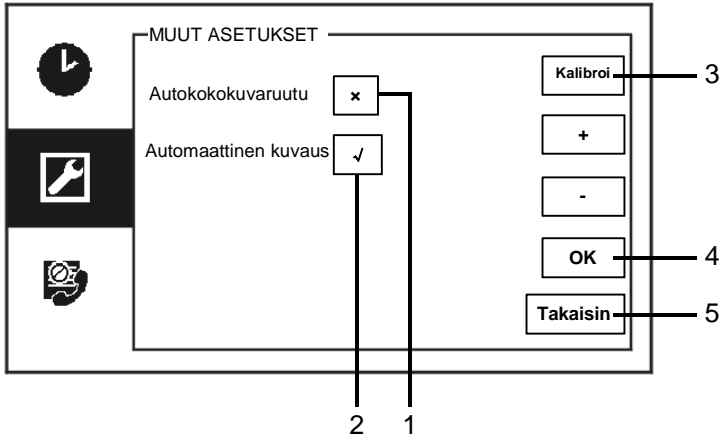 MUUT ASETUKSET
Kalibroi
3
Autokokokuvaruutu
×
+
Automaattinen kuvaus
√
-
OK
4
Takaisin
5
2
1